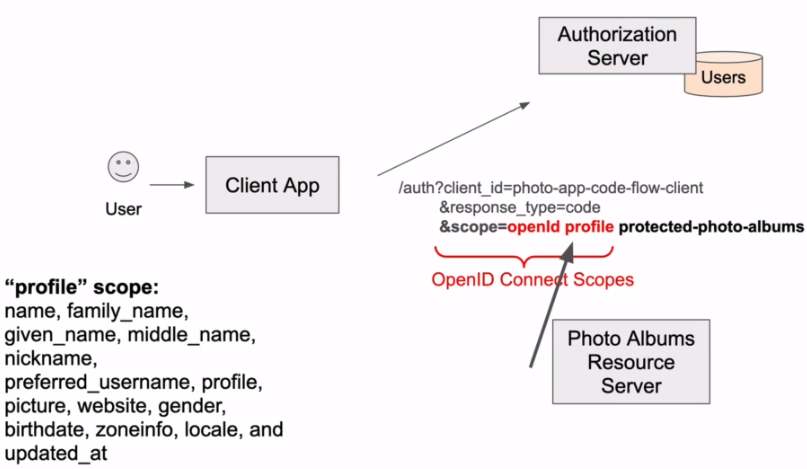 Authorization
Server
Users
User
Client App
/auth?client_id=photo-app-code-flow-client
&response_type=code
&scope=openId profile protected-photo-albums
OpenID Connect Scopes
“profile” scope:
name, family_name,
given_name, middle_name,
nickname,
preferred_username, profile,
picture, website, gender,
birthdate, zoneinfo, locale, and
updated_at
Photo Albums
Resource
Server